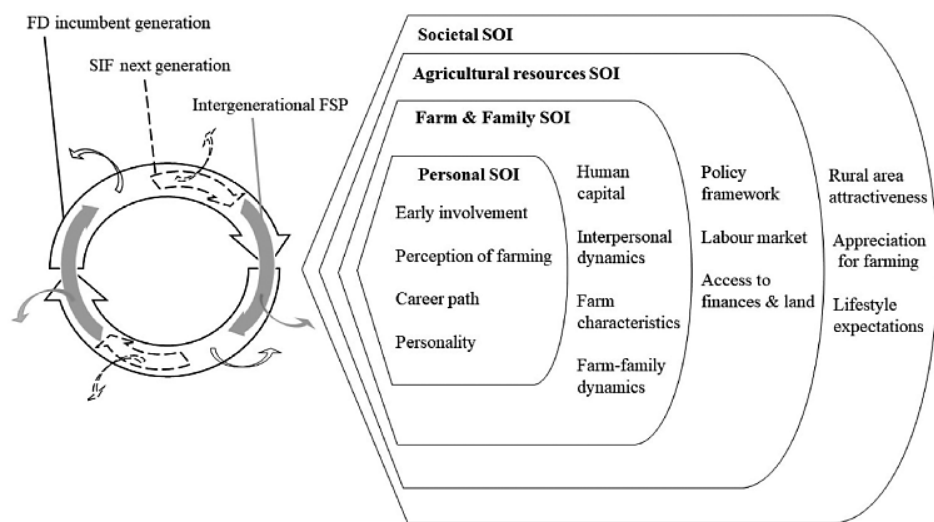 FD incumbent generation
SIF next generation
Intergenerational FSP
Societal SOI
Agricultural resources SOI
Farm & Family SOI
Personal SOI
Early involvement
Perception of farming
Career path
Personality
Human
capital
Interpersonal
dynamics
Farm
characteristics
Farm-family
dynamics
Policy
framework
Labour market
Access to
finances & land
Rural area
attractiveness
Appreciation
for farming
Lifestyle
expectations